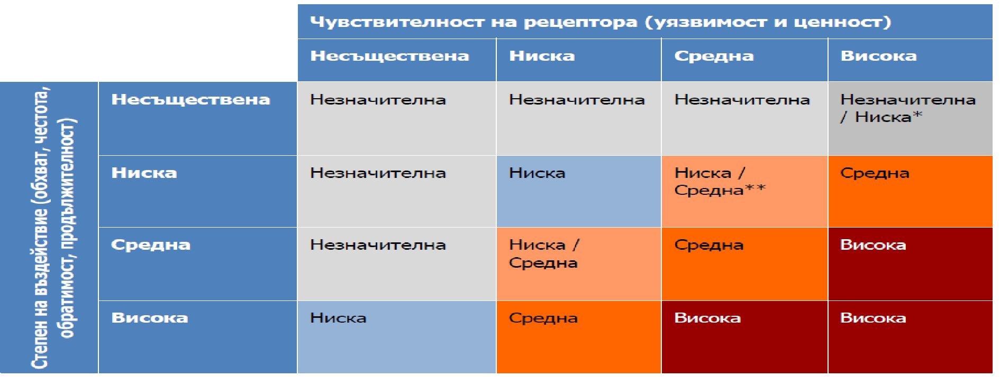 Чувствителност на рецептора (уязвимост и ценност)
Несъществена Ниска Средна Висока
Степен на въздействие (обхват, честота,
обратимост, продължителност)
Несъществена Незначителна Незначителна Незначителна Незначителна
/ Ниска*
Ниска Незначителна Ниска Ниска /
Средна** Средна
Средна Незначителна Ниска /
Средна Средна Висока
Висока Ниска Средна Висока Висока